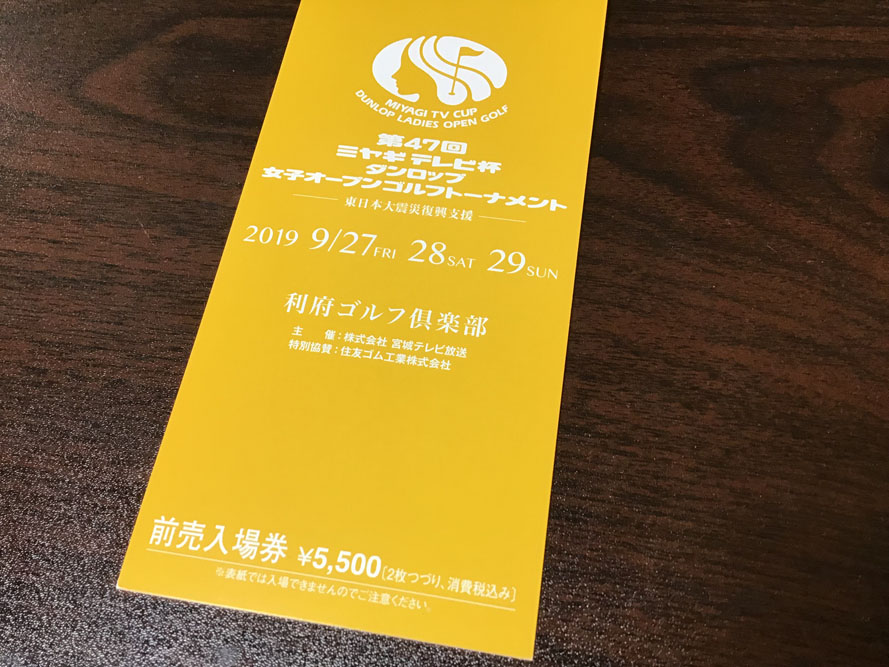 MIYAGI TV CUP
DUNLOP LADIES OPEN GOLF
第47回
ミヤギテレビ杯
ダンロップ
女子オープンゴルフトーナメント
東日本大震災復興支援
2019 9/27FRI 28SAT 29SUN
利府ゴルフ倶楽部
主　催：株式会社 宮城テレビ放送
特別協賛：住友ゴム工業株式会社
前売入場券 ¥5,500[2枚つづり、消費税込み]
※表紙では入場できませんのでご注意ください。